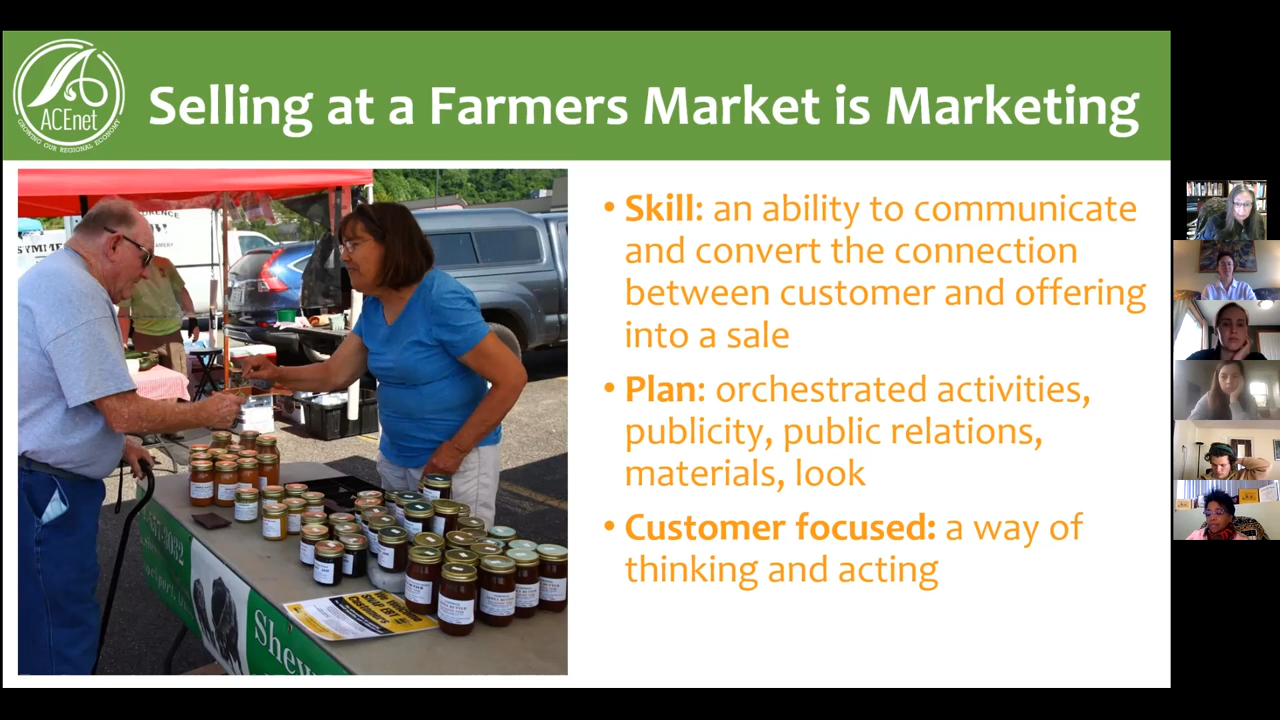 Selling at a Farmers Market is Marketing
ACEnet
GROWING OUR REGIONAL ECONOMY
• Skill: an ability to communicate
and convert the connection
between customer and offering
into a sale
• Plan: orchestrated activities,
publicity, public relations,
materials, look
• Customer focused: a way of
thinking and acting